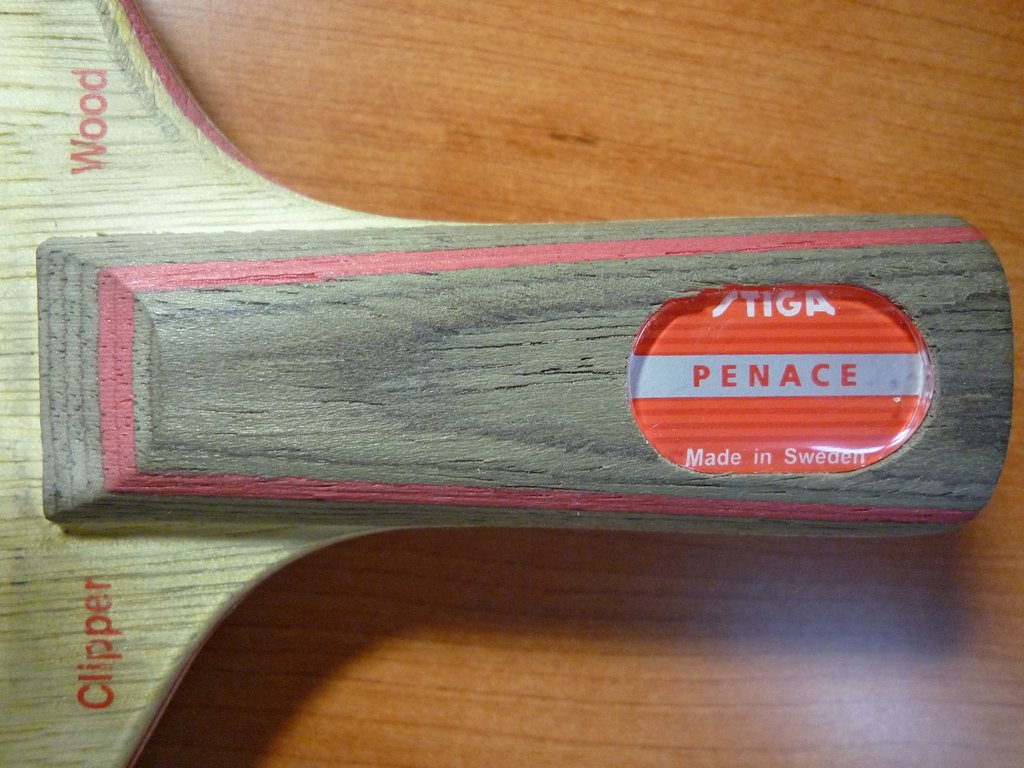 Clipper Wood
STIGA
PENACE
Made in Sweden